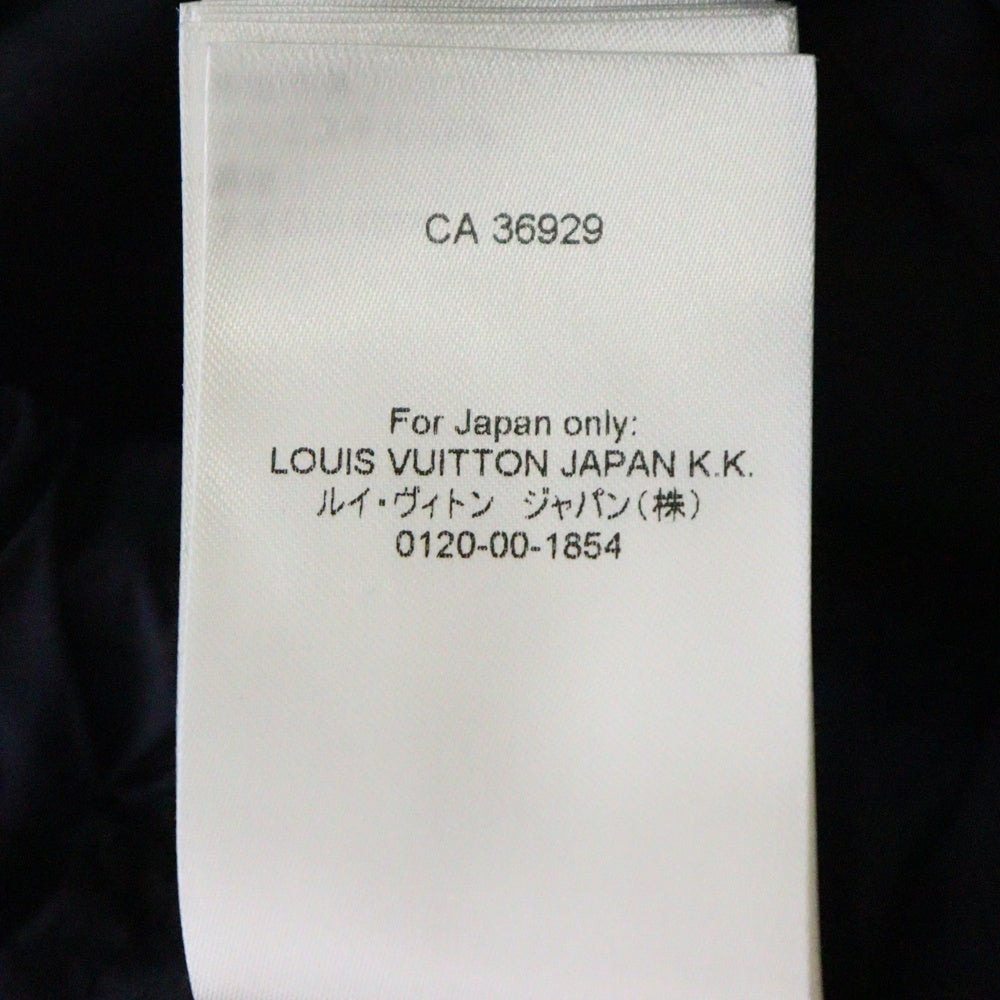 CA 36929
For Japan only:
LOUIS VUITTON JAPAN K.K.
ルイ・ヴィトン　ジャパン（株）
0120-00-1854